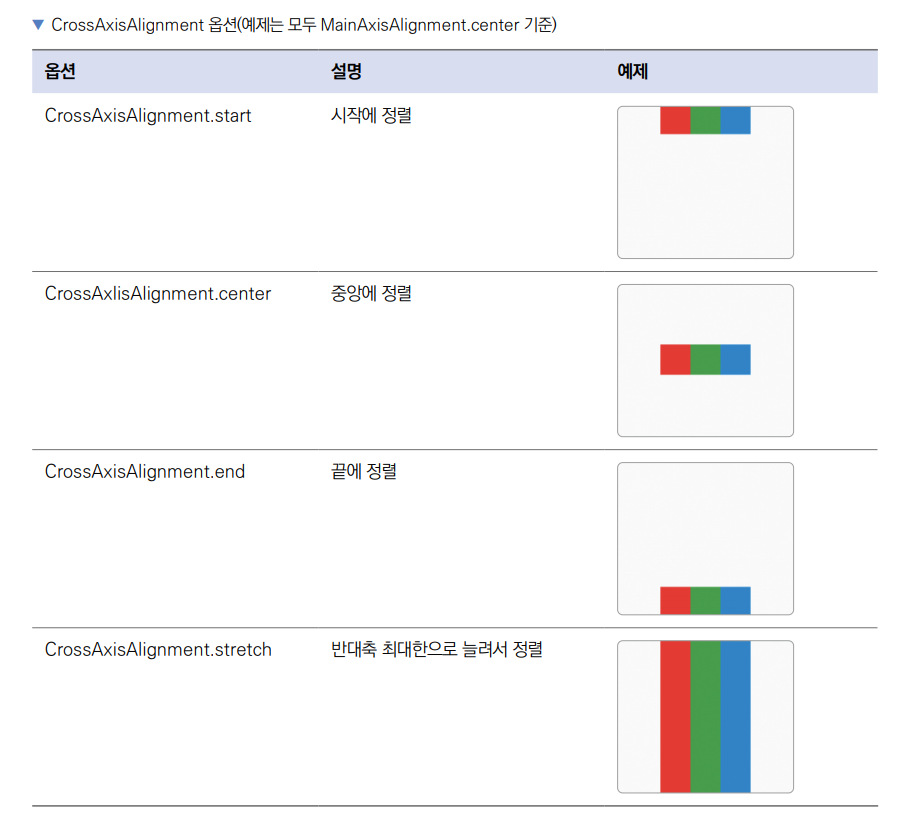 ▼ CrossAxisAlignment 옵션(예제는 모두 MainAxisAlignment.center 기준)
옵션 설명 예제
CrossAxisAlignment.start 시작에 정렬
CrossAxlisAlignment.center 중앙에 정렬
CrossAxisAlignment.end 끝에 정렬
CrossAxisAlignment.stretch 반대축 최대한으로 늘려서 정렬